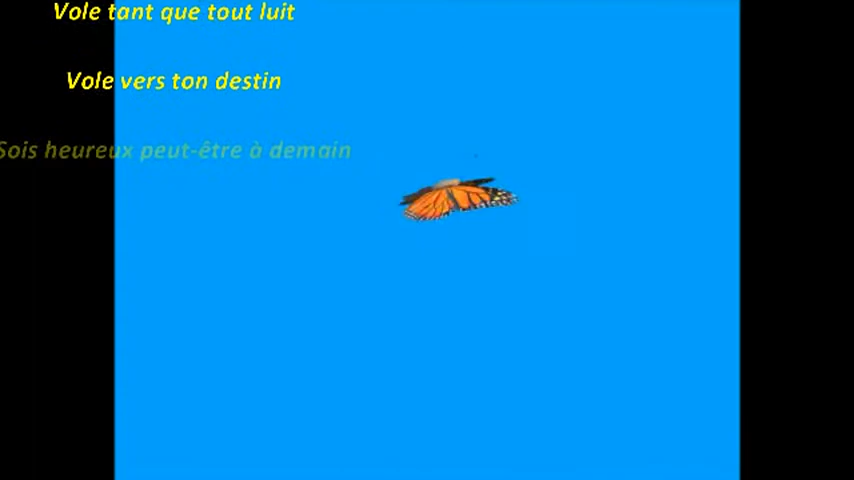 Vole tant que tout luit
Vole vers ton destin
Sois heureux peut-être à demain